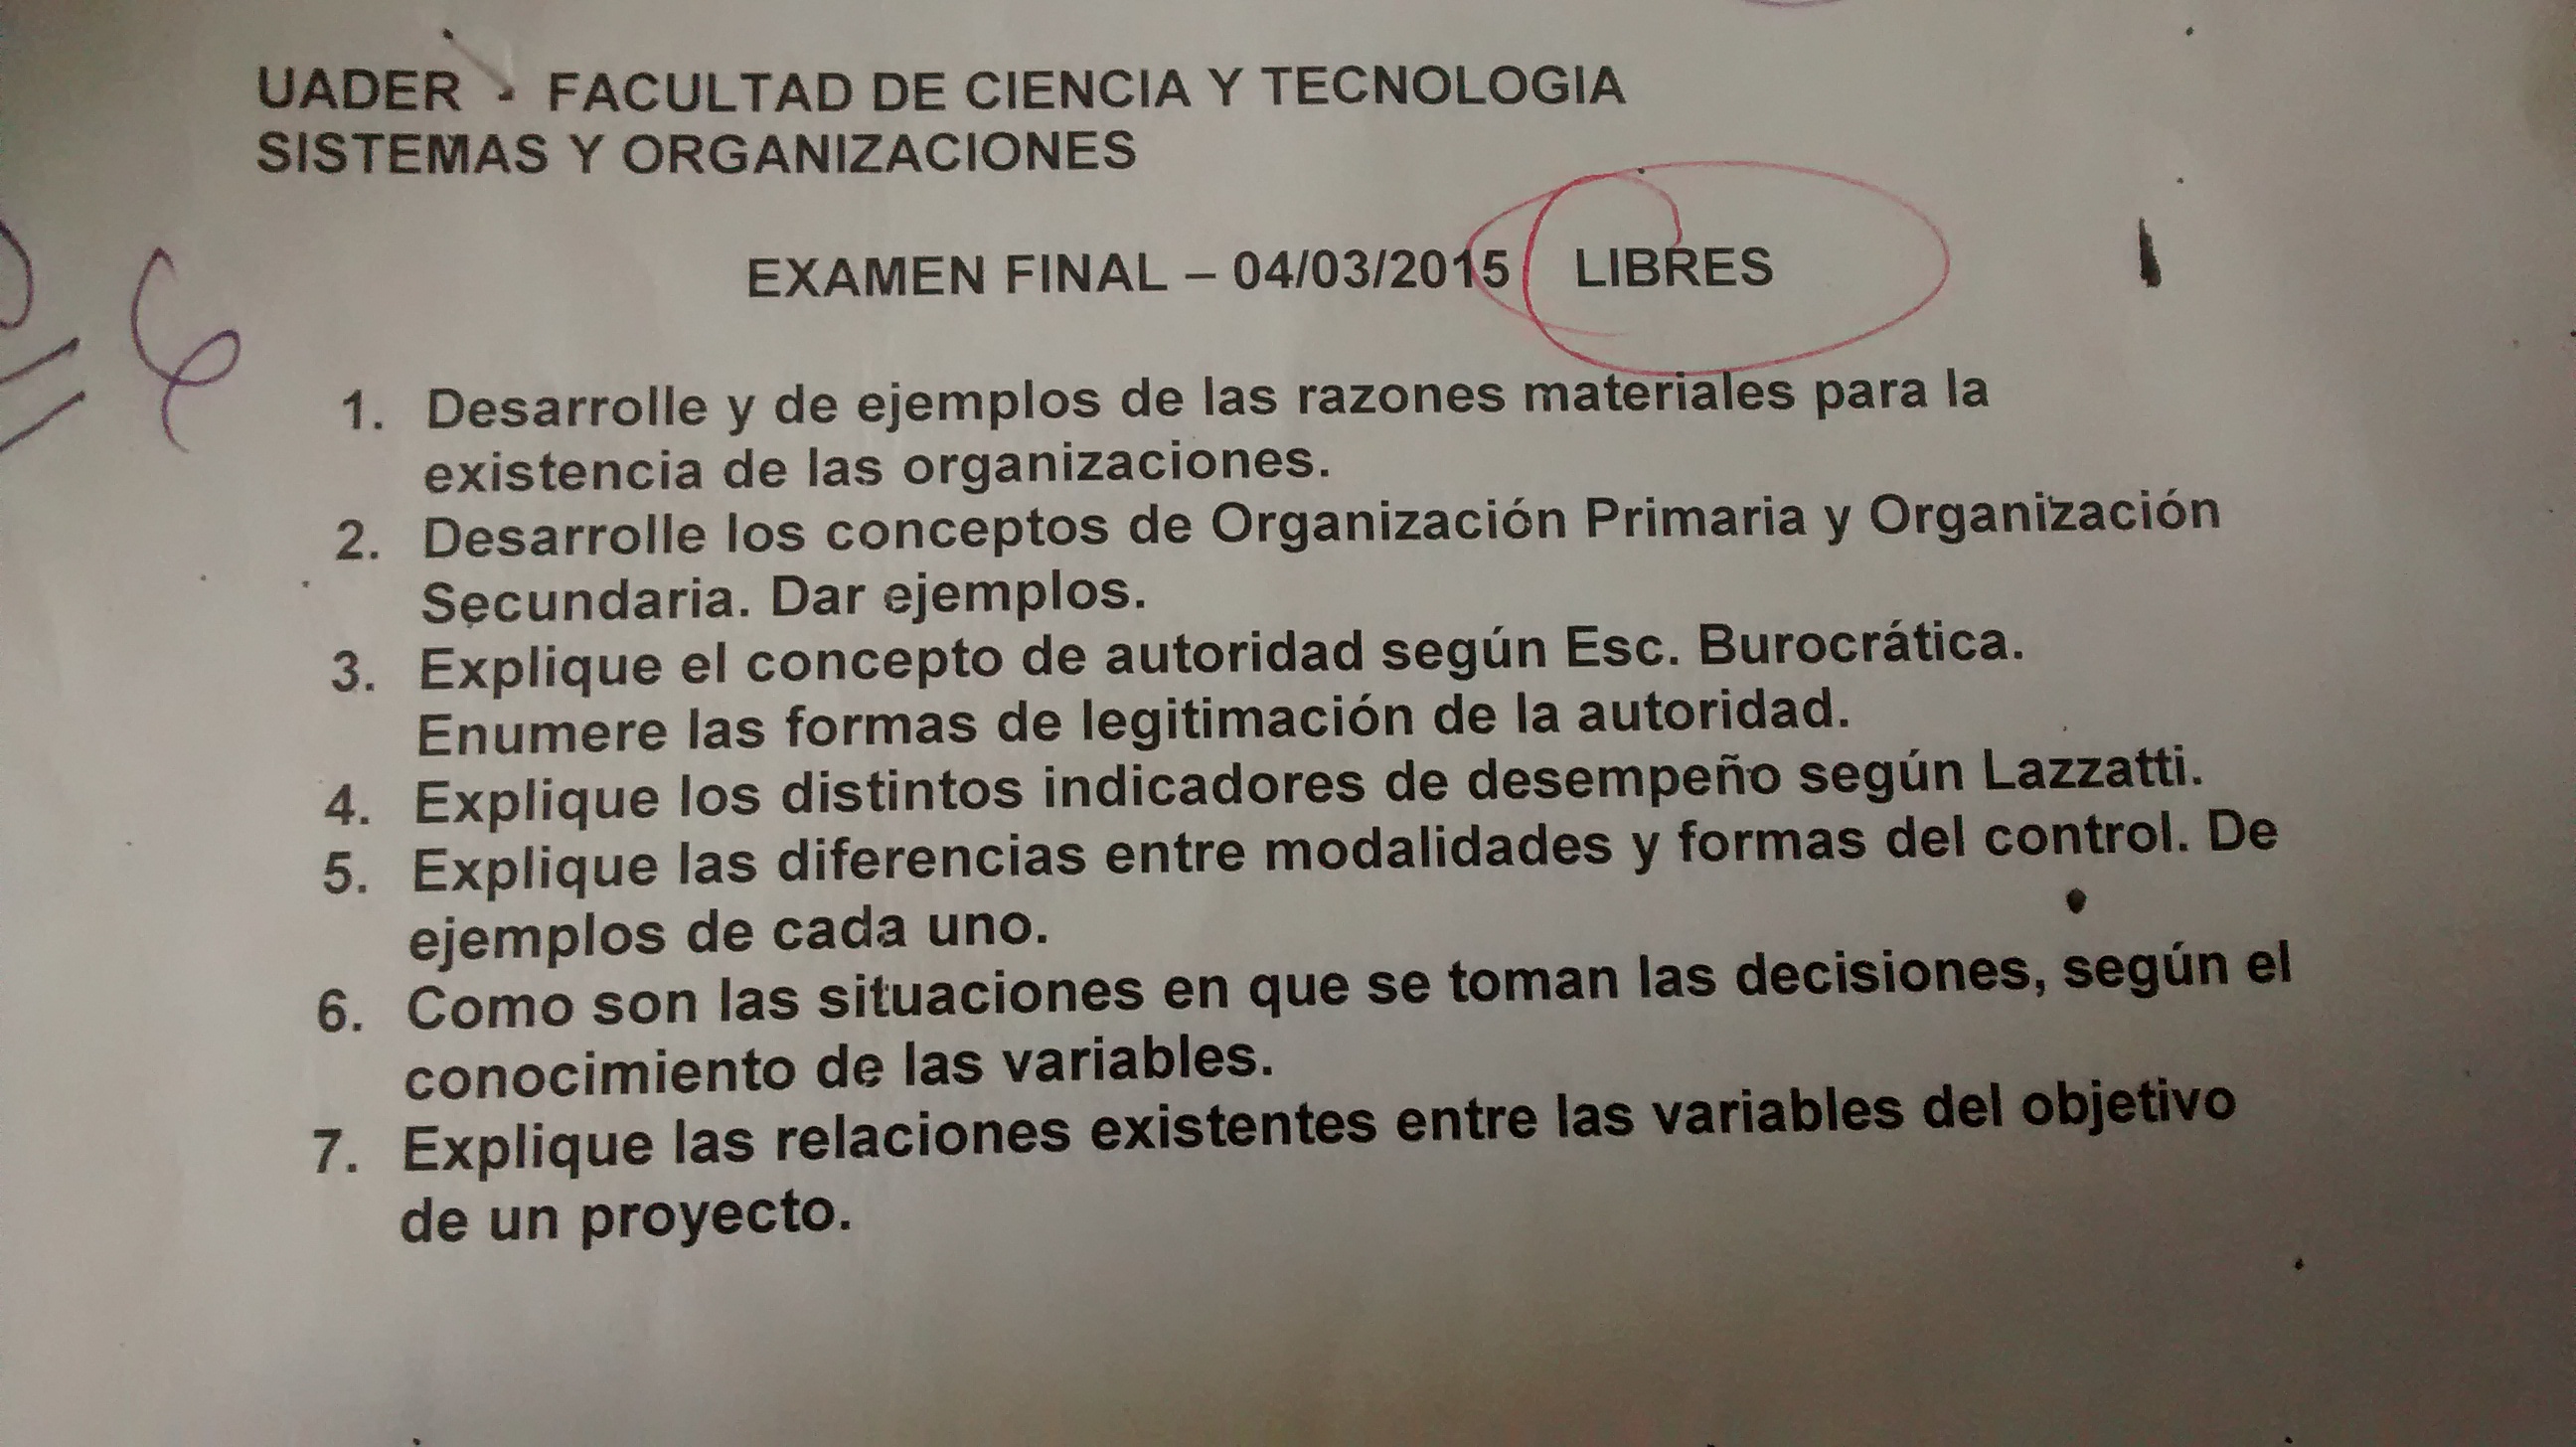 UADER - FACULTAD DE CIENCIA Y TECNOLOGIA
SISTEMAS Y ORGANIZACIONES
EXAMEN FINAL – 04/03/2015 LIBRES
= 6
1. Desarrolle y de ejemplos de las razones materiales para la
existencia de las organizaciones.
2. Desarrolle los conceptos de Organización Primaria y Organización
Secundaria. Dar ejemplos.
3. Explique el concepto de autoridad según Esc. Burocrática.
Enumere las formas de legitimación de la autoridad.
4. Explique los distintos indicadores de desempeño según Lazzatti.
5. Explique las diferencias entre modalidades y formas del control. De
ejemplos de cada uno.
6. Como son las situaciones en que se toman las decisiones, según el
conocimiento de las variables.
7. Explique las relaciones existentes entre las variables del objetivo
de un proyecto.